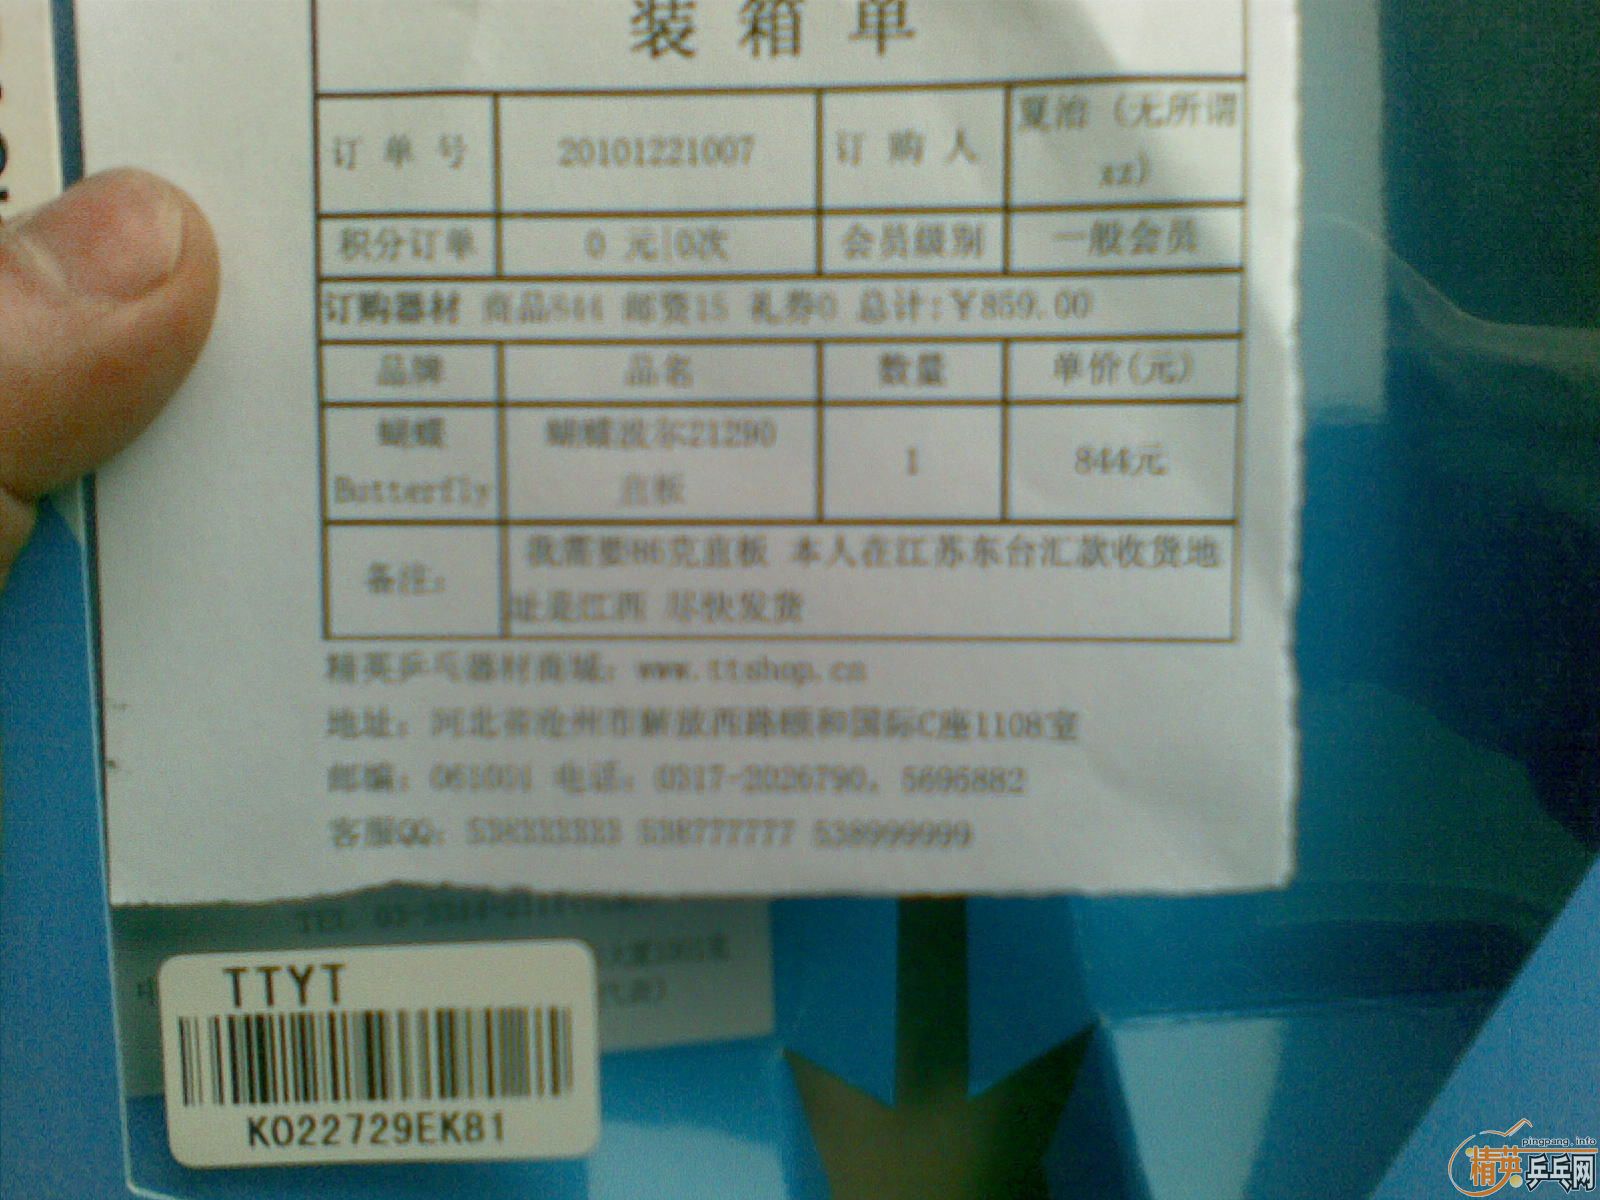 装箱单
订单号 20101221007 订购人 夏治（无所谓
xz）
积分订单 0 元|0次 会员级别 一般会员
订购器材 商品844 邮资15 礼券0 总计:￥859.00
品牌 品名 数量 单价(元)
蝴蝶 蝴蝶波尔21290
Butterfly 直板 1 844元
备注： 我需要86克直板 本人在江苏东台汇款收货地
址是江西 尽快发货
精英乒乓器材商城：www.ttshop.cn
地址：河北省沧州市解放西路颐和国际C座1108室
邮编：061001 电话：0317-2026790，5695882
客服QQ：538333333 538777777 538999999
TEL
代表）
TTYT
K022729EK81
pingpang.info
精英乒乓网